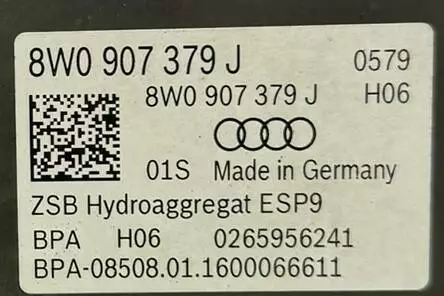 8W0 907 379 J 0579
8W0 907 379 J H06
01S Made in Germany
ZSB Hydroaggregat ESP9
BPA H06 0265956241
BPA-08508.01.1600066611